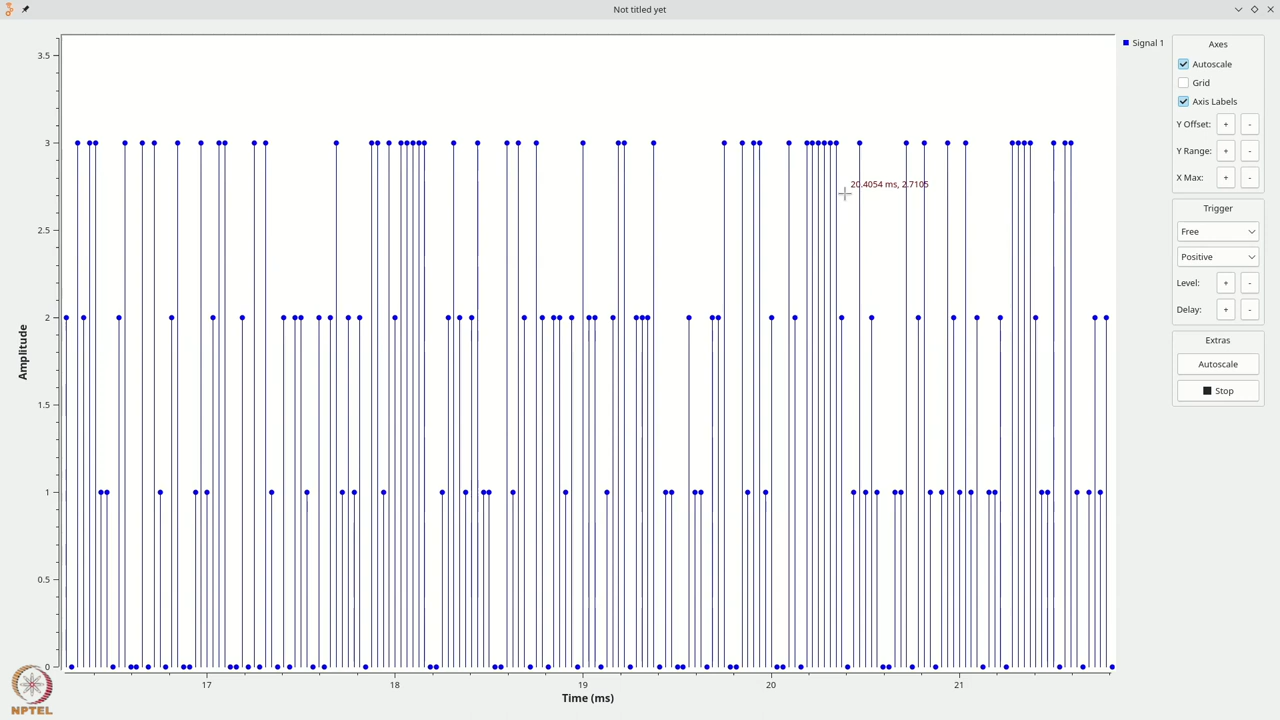 Not titled yet
3.5
3
2.5
2
1.5
1
0.5
0
Amplitude
17
18
19
20
21
Time (ms)
20.4054 ms, 2.7105
Signal 1
Axes
Autoscale
Grid
Axis Labels
Y Offset: + -
Y Range: + -
X Max: + -
Trigger
Free
Positive
Level: + -
Delay: + -
Extras
Autoscale
Stop
NPTEL